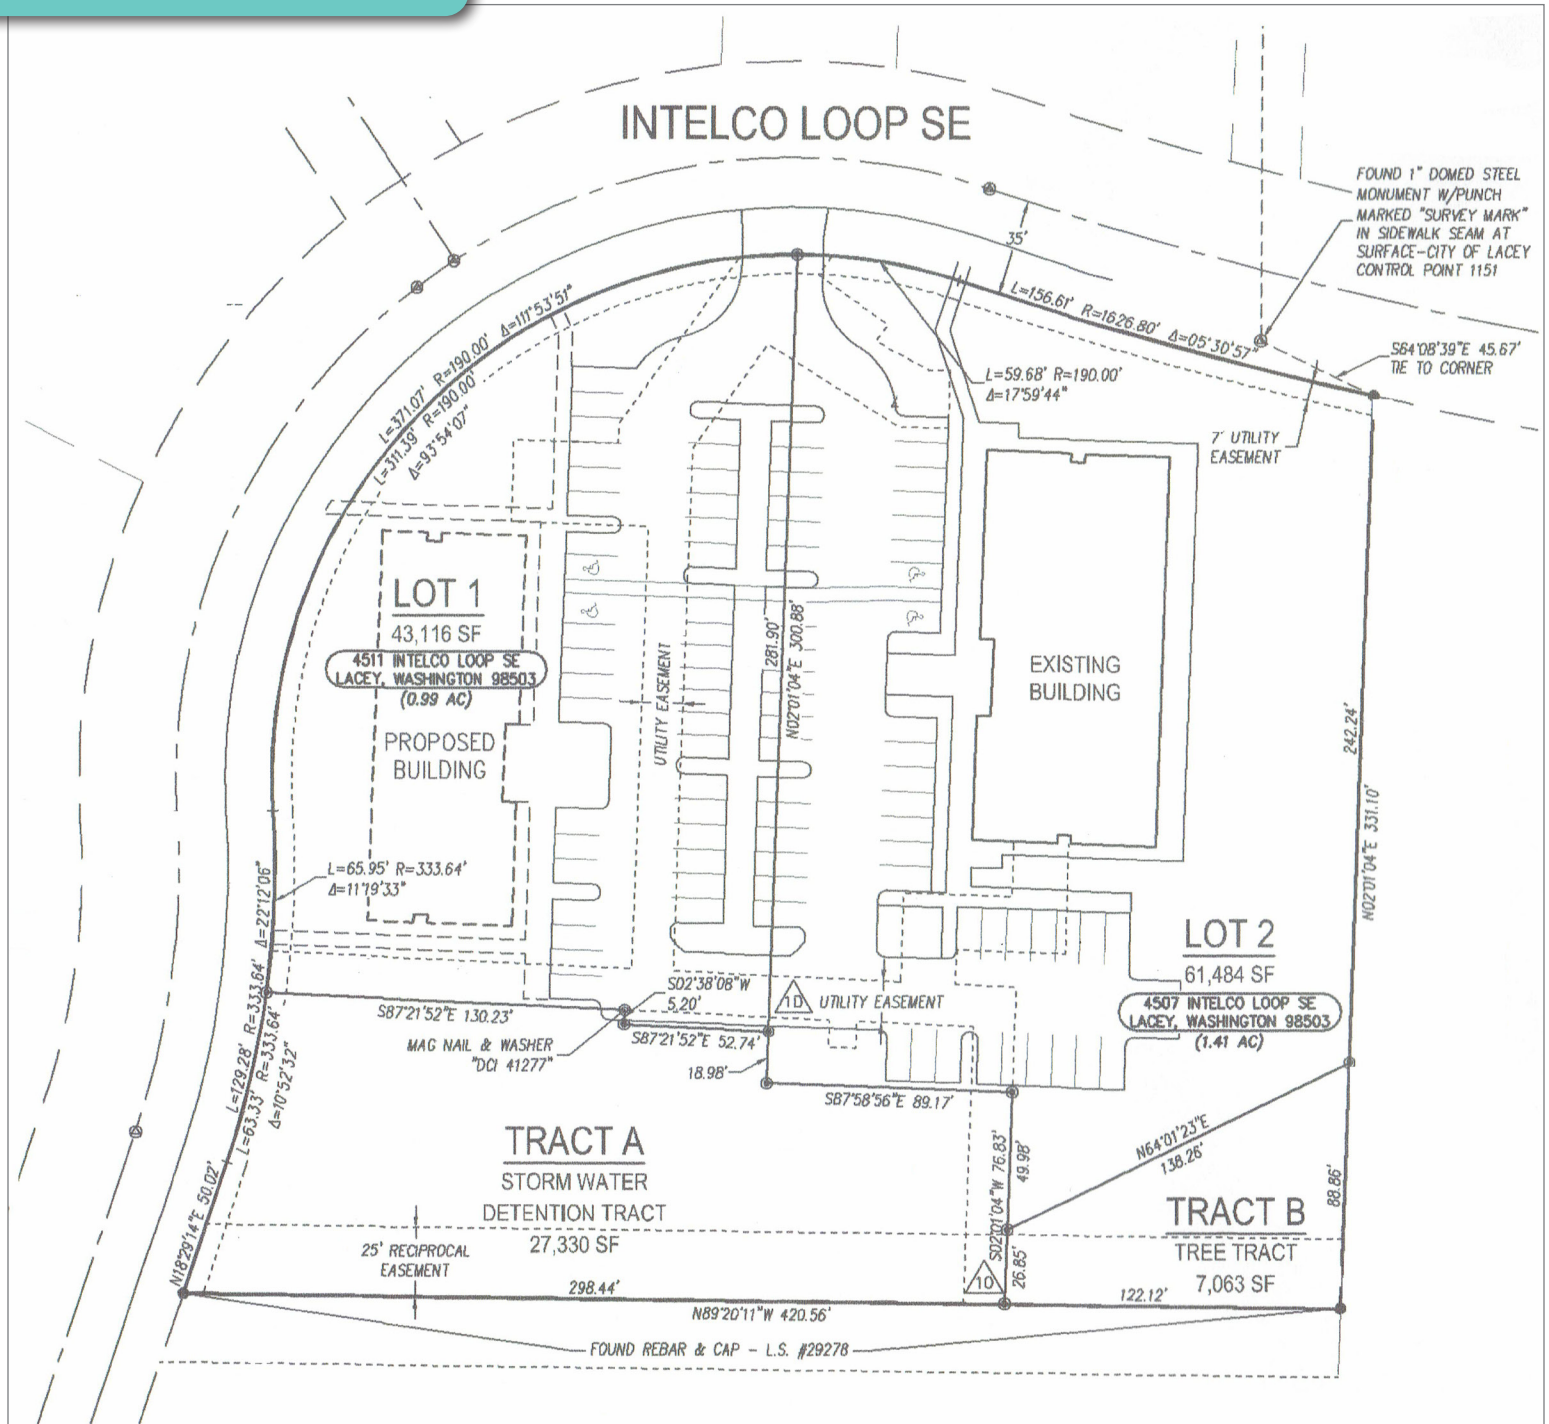 INTELCO LOOP SE
FOUND 1" DOMED STEEL
MONUMENT W/PUNCH
MARKED "SURVEY MARK"
IN SIDEWALK SEAM AT
SURFACE-CITY OF LACEY
CONTROL POINT 1151
35'
L=156.61' R=1626.80' Δ=05°30'57"
S64°08'39"E 45.67'
TIE TO CORNER
L=59.68' R=190.00'
Δ=17°59'44"
7' UTILITY
EASEMENT
L=371.07' R=190.00' Δ=111°53'51"
L=311.39' R=190.00'
Δ=93°54'07"
LOT 1
43,116 SF
4511 INTELCO LOOP SE
LACEY, WASHINGTON 98503
(0.99 AC)
PROPOSED
BUILDING
UTILITY EASEMENT
281.90'
N02°01'04"E 300.88'
EXISTING
BUILDING
242.24'
N02°01'04"E 331.10'
L=65.95' R=333.64'
Δ=11°19'33"
L=129.28' R=333.64' Δ=22°12'06"
L=63.33' R=333.64'
Δ=10°52'32"
LOT 2
61,484 SF
4507 INTELCO LOOP SE
LACEY, WASHINGTON 98503
(1.41 AC)
S02°38'08"W
5.20'
10
UTILITY EASEMENT
S87°21'52"E 130.23'
MAG NAIL & WASHER
"DCI 41277"
S87°21'52"E 52.74'
18.98'
S87°58'56"E 89.17'
N64°01'23"E
138.26'
TRACT A
STORM WATER
DETENTION TRACT
27,330 SF
S02°01'04"W 76.83'
49.98'
26.85'
10
TRACT B
TREE TRACT
7,063 SF
88.86'
N18°29'14"E 50.02'
25' RECIPROCAL
EASEMENT
298.44'
122.12'
N89°20'11"W 420.56'
FOUND REBAR & CAP - L.S. #29278